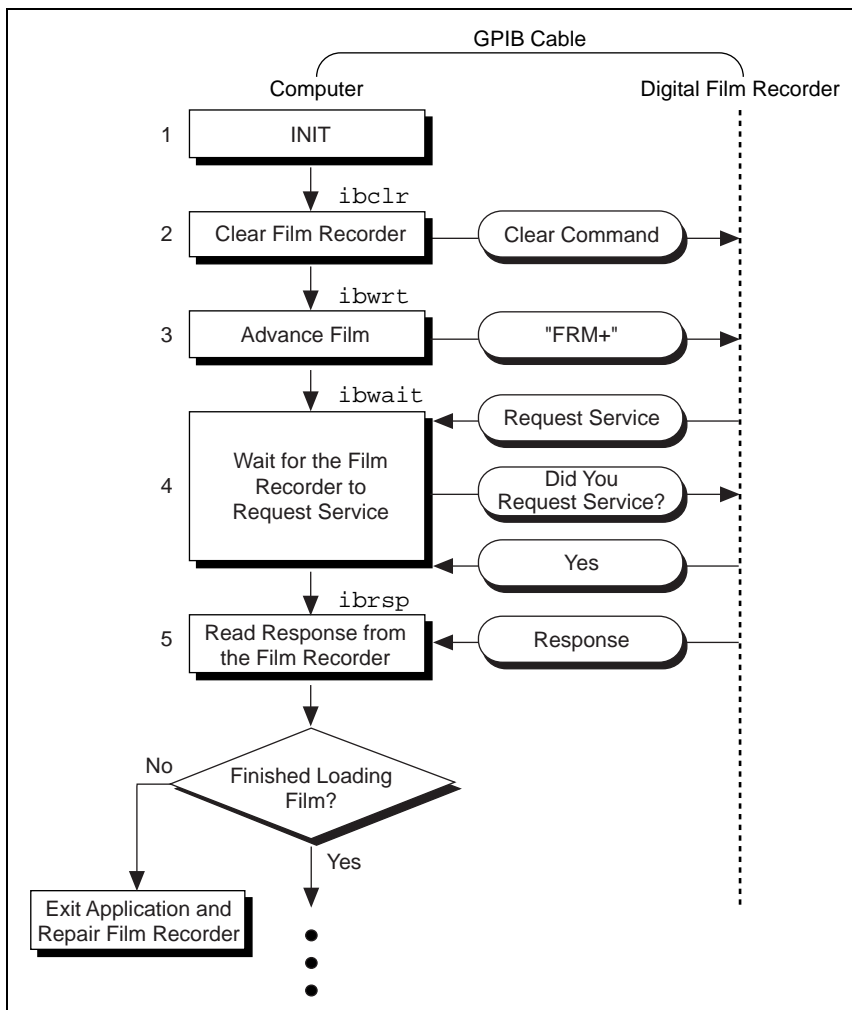 GPIB Cable
Computer
Digital Film Recorder
1
INIT
ibclr
2
Clear Film Recorder
Clear Command
ibwrt
3
Advance Film
"FRM+"
ibwait
Request Service
4
Wait for the Film
Recorder to
Request Service
Did You
Request Service?
Yes
ibrsp
5
Read Response from
the Film Recorder
Response
No
Finished Loading
Film?
Yes
Exit Application and
Repair Film Recorder